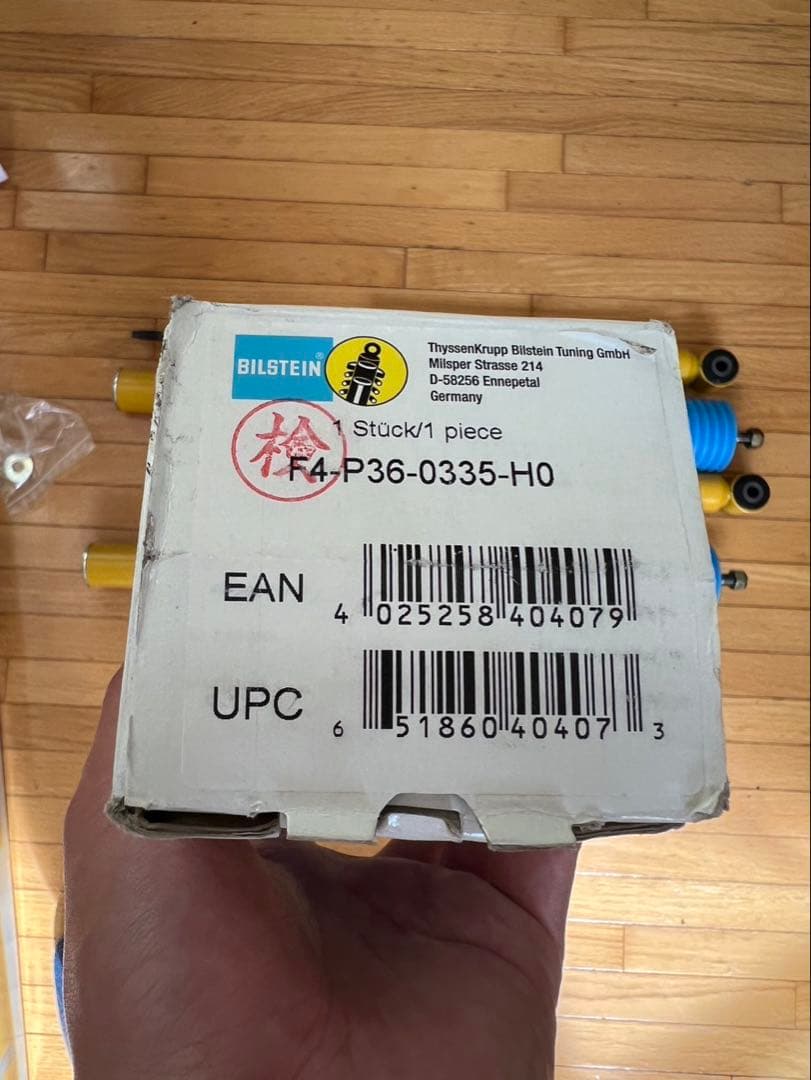 BILSTEIN®
ThyssenKrupp Bilstein Tuning GmbH
Milsper Strasse 214
D-58256 Ennepetal
Germany
1 Stück/1 piece
検
F4-P36-0335-H0
EAN
4 025258 404079
UPC
6 51860 40407 3